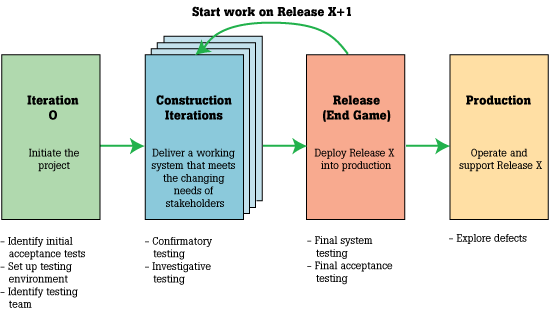 Start work on Release X+1
Iteration
O
Initiate the
project
Construction
Iterations
Deliver a working
system that meets
the changing
needs of
stakeholders
Release
(End Game)
Deploy Release X
into production
Production
Operate and
support Release X
– Identify initial
acceptance tests
– Set up testing
environment
– Identify testing
team
– Confirmatory
testing
– Investigative
testing
– Final system
testing
– Final acceptance
testing
– Explore defects